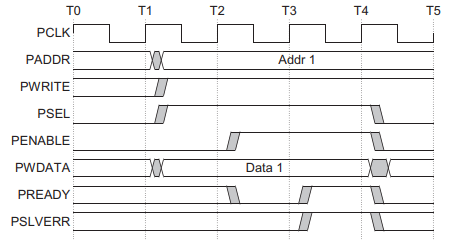 T0 T1 T2 T3 T4 T5
PCLK
PADDR Addr 1
PWRITE
PSEL
PENABLE
PWDATA Data 1
PREADY
PSLVERR